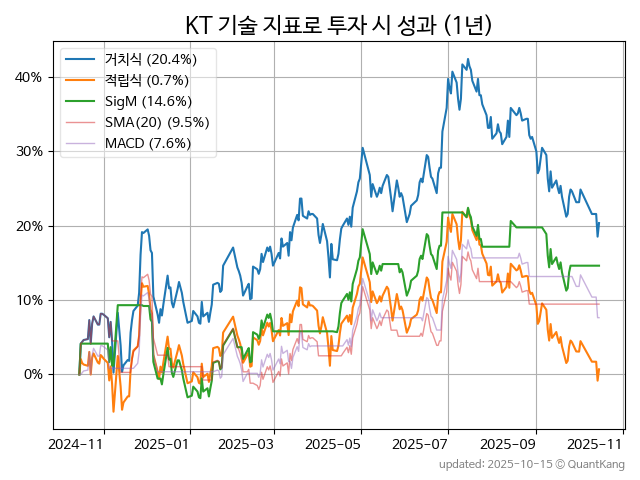 KT 기술 지표로 투자 시 성과 (1년)
거치식 (20.4%)
적립식 (0.7%)
SigM (14.6%)
SMA(20) (9.5%)
MACD (7.6%)
40%
30%
20%
10%
0%
2024-11 2025-01 2025-03 2025-05 2025-07 2025-09 2025-11
updated: 2025-10-15 © QuantKang